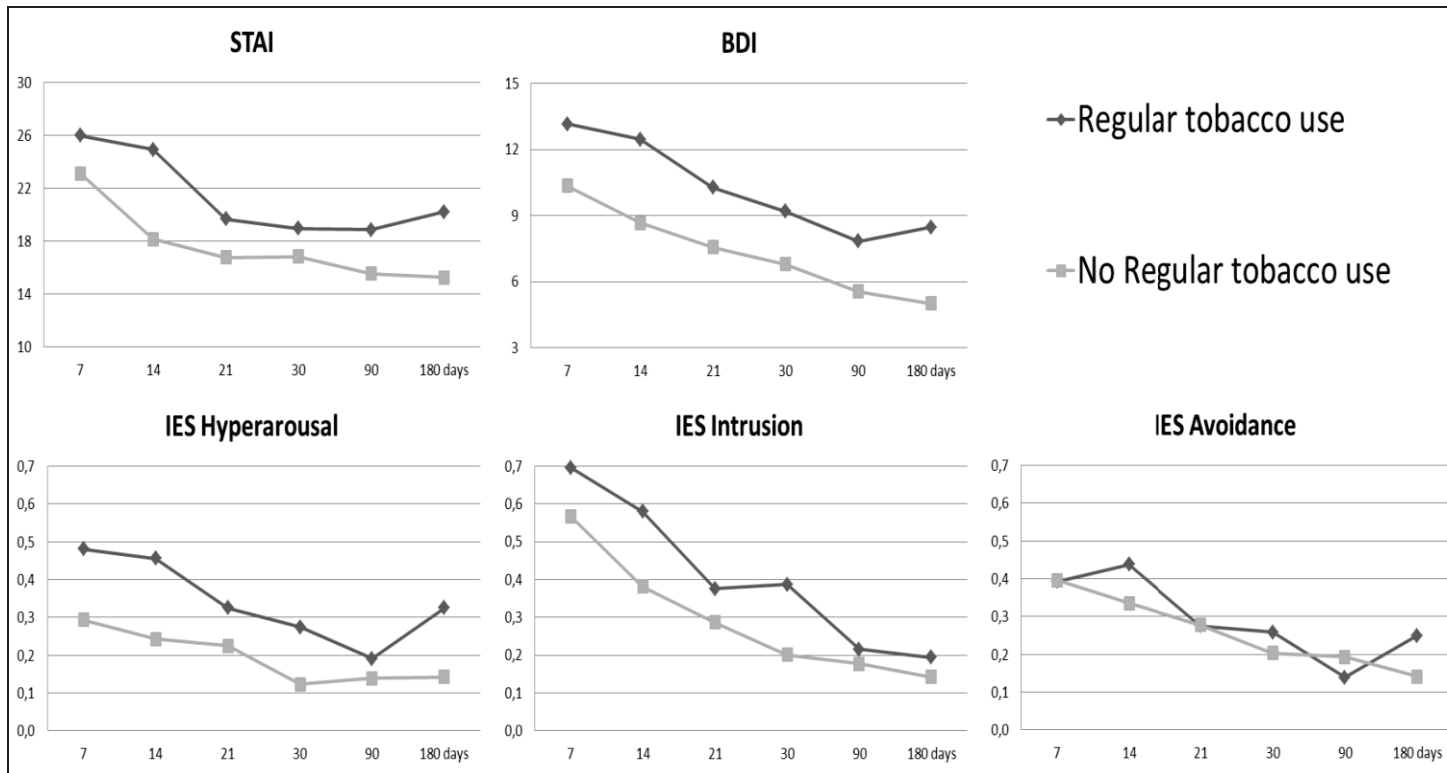 STAI
30
26
22
18
14
10
7 14 21 30 90 180 days
BDI
15
12
9
6
3
7 14 21 30 90 180 days
Regular tobacco use
No Regular tobacco use
IES Hyperarousal
0,7
0,6
0,5
0,4
0,3
0,2
0,1
0,0
7 14 21 30 90 180 days
IES Intrusion
0,7
0,6
0,5
0,4
0,3
0,2
0,1
0,0
7 14 21 30 90 180 days
IES Avoidance
0,7
0,6
0,5
0,4
0,3
0,2
0,1
0,0
7 14 21 30 90 180 days